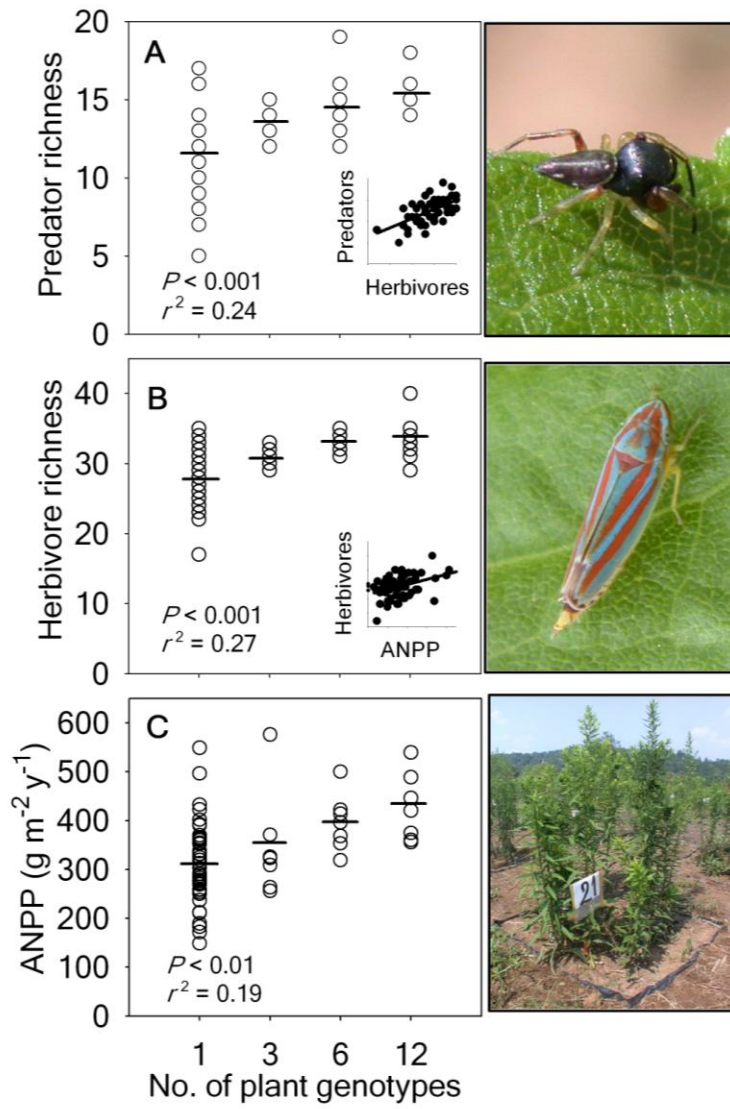 A
Predator richness
20
15
10
5
0
P < 0.001
r² = 0.24
Predators
Herbivores
B
Herbivore richness
40
30
20
10
0
P < 0.001
r² = 0.27
Herbivores
ANPP
C
ANPP (g m⁻² y⁻¹)
600
500
400
300
200
100
0
P < 0.01
r² = 0.19
21
1 3 6 12
No. of plant genotypes